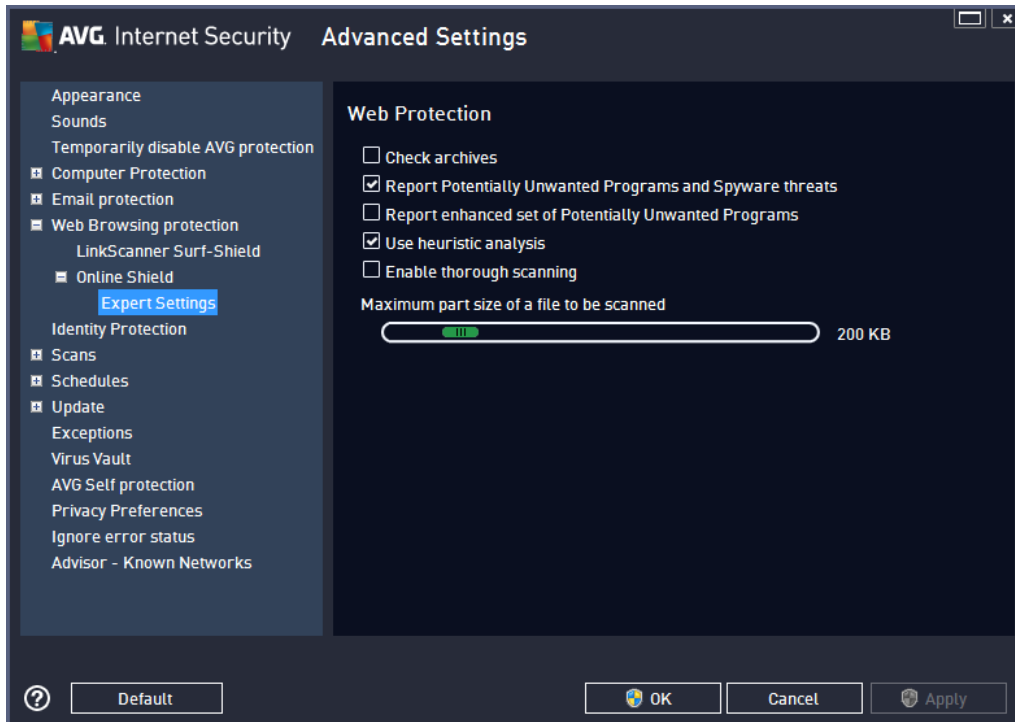 AVG. Internet Security Advanced Settings
Appearance
Sounds
Temporarily disable AVG protection
Computer Protection
Email protection
Web Browsing protection
LinkScanner Surf-Shield
Online Shield
Expert Settings
Identity Protection
Scans
Schedules
Update
Exceptions
Virus Vault
AVG Self protection
Privacy Preferences
Ignore error status
Advisor - Known Networks
Web Protection
Check archives
Report Potentially Unwanted Programs and Spyware threats
Report enhanced set of Potentially Unwanted Programs
Use heuristic analysis
Enable thorough scanning
Maximum part size of a file to be scanned
200 KB
Default
OK
Cancel
Apply